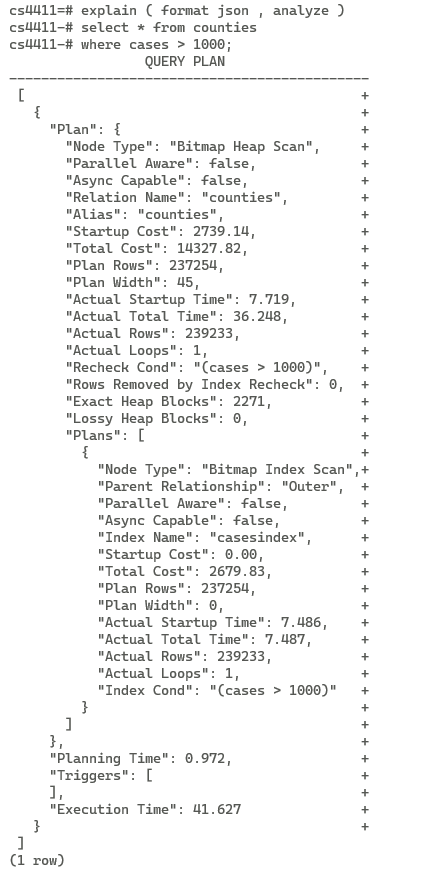 cs4411=# explain ( format json , analyze )
cs4411-# select * from counties
cs4411-# where cases > 1000;
                 QUERY PLAN
---------------------------------------------
 [                                          +
   {                                        +
     "Plan": {                              +
       "Node Type": "Bitmap Heap Scan",     +
       "Parallel Aware": false,             +
       "Async Capable": false,              +
       "Relation Name": "counties",         +
       "Alias": "counties",                 +
       "Startup Cost": 2739.14,             +
       "Total Cost": 14327.82,              +
       "Plan Rows": 237254,                 +
       "Plan Width": 45,                    +
       "Actual Startup Time": 7.719,        +
       "Actual Total Time": 36.248,         +
       "Actual Rows": 239233,               +
       "Actual Loops": 1,                   +
       "Recheck Cond": "(cases > 1000)",    +
       "Rows Removed by Index Recheck": 0,  +
       "Exact Heap Blocks": 2271,           +
       "Lossy Heap Blocks": 0,              +
       "Plans": [                           +
         {                                  +
           "Node Type": "Bitmap Index Scan",+
           "Parent Relationship": "Outer",  +
           "Parallel Aware": false,         +
           "Async Capable": false,          +
           "Index Name": "casesindex",      +
           "Startup Cost": 0.00,            +
           "Total Cost": 2679.83,           +
           "Plan Rows": 237254,             +
           "Plan Width": 0,                 +
           "Actual Startup Time": 7.486,    +
           "Actual Total Time": 7.487,      +
           "Actual Rows": 239233,           +
           "Actual Loops": 1,               +
           "Index Cond": "(cases > 1000)"   +
         }                                  +
       ]                                    +
     },                                     +
     "Planning Time": 0.972,                +
     "Triggers": [                          +
     ],                                     +
     "Execution Time": 41.627               +
   }                                        +
 ]
(1 row)